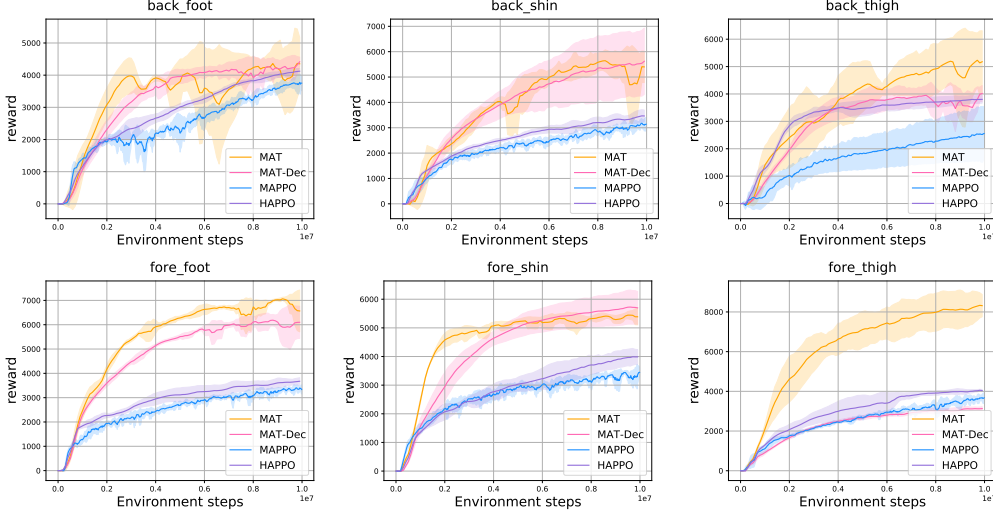 back_foot
5000
4000
3000
2000
1000
0
reward
MAT
MAT-Dec
MAPPO
HAPPO
0.0 0.2 0.4 0.6 0.8 1.0
1e7
Environment steps
back_shin
7000
6000
5000
4000
3000
2000
1000
0
reward
MAT
MAT-Dec
MAPPO
HAPPO
0.0 0.2 0.4 0.6 0.8 1.0
1e7
Environment steps
back_thigh
6000
5000
4000
3000
2000
1000
0
reward
MAT
MAT-Dec
MAPPO
HAPPO
0.0 0.2 0.4 0.6 0.8 1.0
1e7
Environment steps
fore_foot
7000
6000
5000
4000
3000
2000
1000
0
reward
MAT
MAT-Dec
MAPPO
HAPPO
0.0 0.2 0.4 0.6 0.8 1.0
1e7
Environment steps
fore_shin
6000
5000
4000
3000
2000
1000
0
reward
MAT
MAT-Dec
MAPPO
HAPPO
0.0 0.2 0.4 0.6 0.8 1.0
1e7
Environment steps
fore_thigh
8000
6000
4000
2000
0
reward
MAT
MAT-Dec
MAPPO
HAPPO
0.0 0.2 0.4 0.6 0.8 1.0
1e7
Environment steps